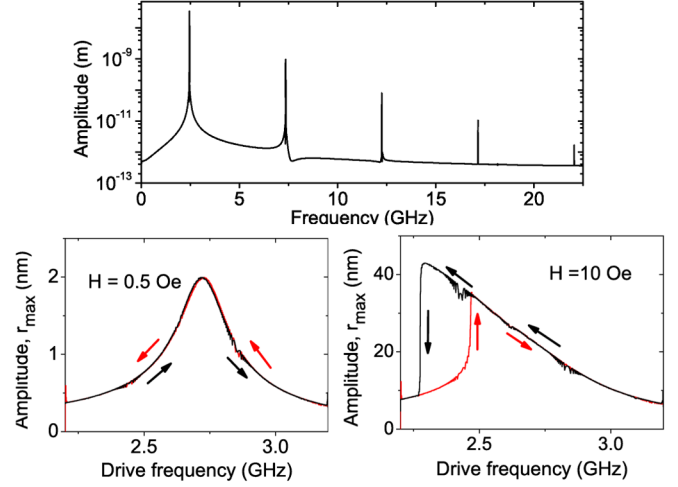 Amplitude (m)
10⁻⁹
10⁻¹¹
10⁻¹³
0 5 10 15 20
Frequency (GHz)
Amplitude, rₘₐₓ (nm)
2
1
0
H = 0.5 Oe
2.5 3.0
Drive frequency (GHz)
Amplitude, rₘₐₓ (nm)
40
20
0
H =10 Oe
2.5 3.0
Drive frequency (GHz)